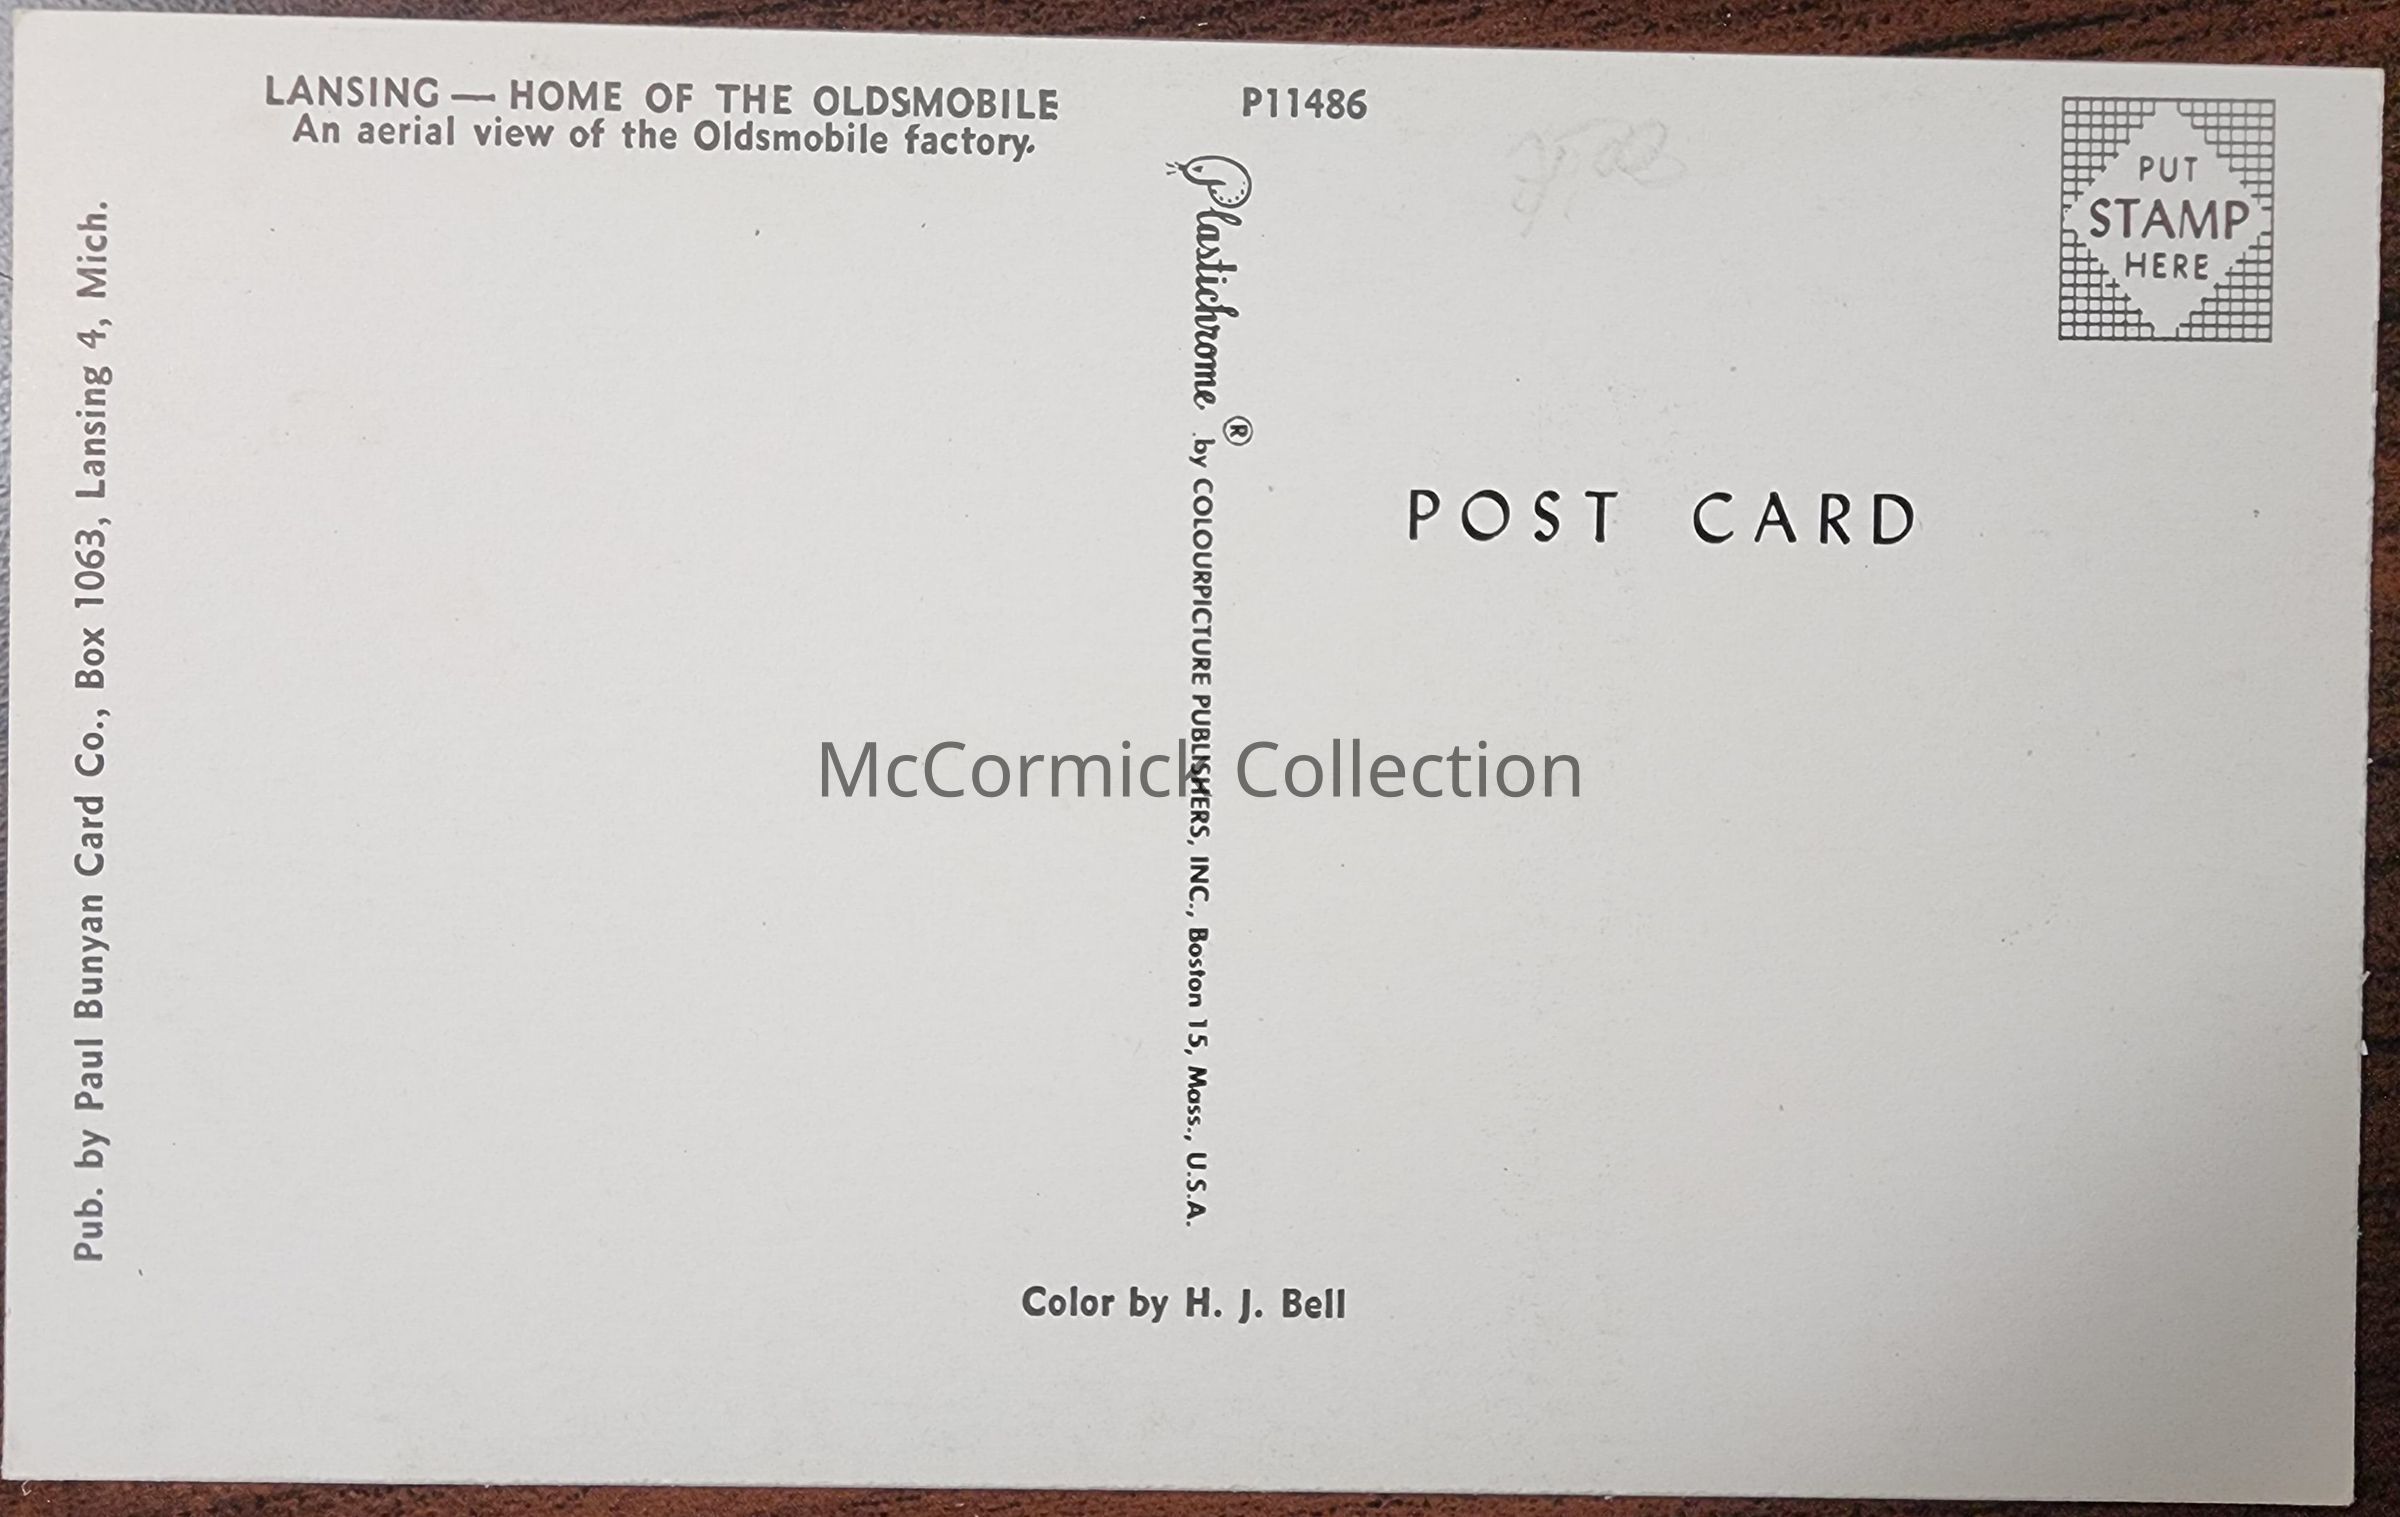 LANSING — HOME OF THE OLDSMOBILE
An aerial view of the Oldsmobile factory.
P11486
PUT
STAMP
HERE
Pub. by Paul Bunyan Card Co., Box 1063, Lansing 4, Mich.
Plastichrome ® by COLOURPICTURE PUBLISHERS, INC., Boston 15, Mass., U.S.A.
POST CARD
McCormick Collection
Color by H. J. Bell